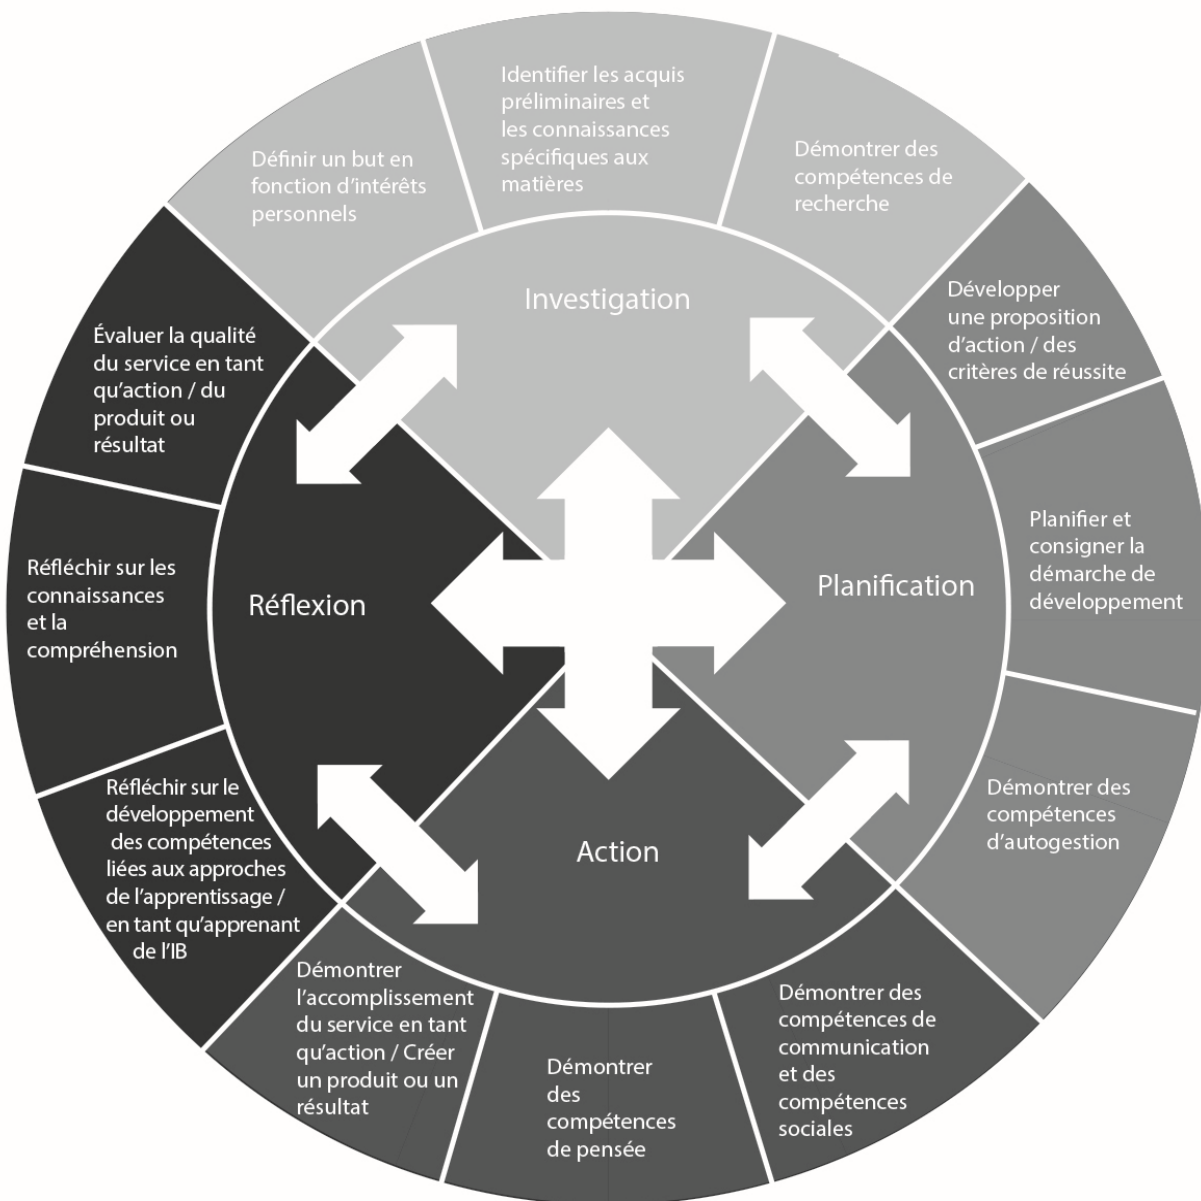 Identifier les acquis
préliminaires et
les connaissances
spécifiques aux
matières
Démontrer des
compétences de
recherche
Développer
une proposition
d'action / des
critères de réussite
Planifier et
consigner la
démarche de
développement
Démontrer des
compétences
d'autogestion
Démontrer des
compétences de
communication
et des
compétences
sociales
Démontrer
des
compétences
de pensée
Démontrer
l'accomplissement
du service en tant
qu'action / Créer
un produit ou un
résultat
Réfléchir sur le
développement
des compétences
liées aux approches
de l'apprentissage /
en tant qu'apprenant
de l'IB
Réfléchir sur les
connaissances
et la
compréhension
Évaluer la qualité
du service en tant
qu'action / du
produit ou
résultat
Définir un but en
fonction d'intérêts
personnels
Investigation
Planification
Action
Réflexion